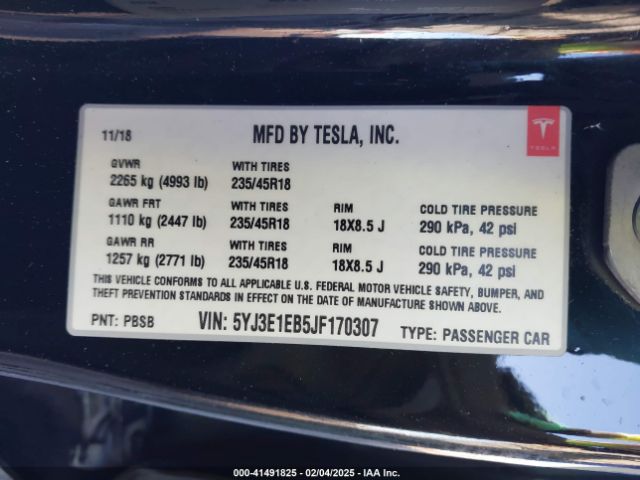 11/18 MFD BY TESLA, INC.
TESLA
GVWR WITH TIRES
2265 kg (4993 lb) 235/45R18
GAWR FRT WITH TIRES RIM COLD TIRE PRESSURE
1110 kg (2447 lb) 235/45R18 18X8.5 J 290 kPa, 42 psi
GAWR RR WITH TIRES RIM COLD TIRE PRESSURE
1257 kg (2771 lb) 235/45R18 18X8.5 J 290 kPa, 42 psi
THIS VEHICLE CONFORMS TO ALL APPLICABLE U.S. FEDERAL MOTOR VEHICLE SAFETY, BUMPER, AND
THEFT PREVENTION STANDARDS IN EFFECT ON THE DATE OF MANUFACTURE SHOWN ABOVE.
PNT: PBSB VIN: 5YJ3E1EB5JF170307 TYPE: PASSENGER CAR
000-41491825 - 02/04/2025 - IAA Inc.